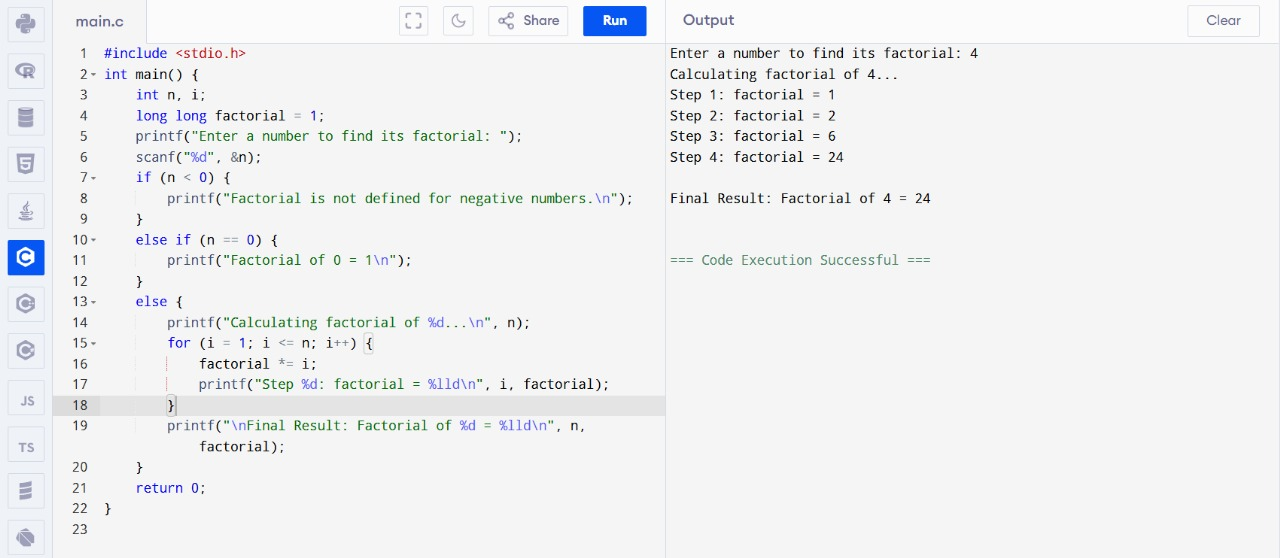 main.c
Share
Run
Output
Clear
1 #include <stdio.h>
2 int main() {
3     int n, i;
4     long long factorial = 1;
5     printf("Enter a number to find its factorial: ");
6     scanf("%d", &n);
7     if (n < 0) {
8         printf("Factorial is not defined for negative numbers.\n");
9     }
10     else if (n == 0) {
11         printf("Factorial of 0 = 1\n");
12     }
13     else {
14         printf("Calculating factorial of %d...\n", n);
15         for (i = 1; i <= n; i++) {
16             factorial *= i;
17             printf("Step %d: factorial = %lld\n", i, factorial);
18         }
19         printf("\nFinal Result: Factorial of %d = %lld\n", n,
            factorial);
20     }
21     return 0;
22 }
23
JS
TS
Enter a number to find its factorial: 4
Calculating factorial of 4...
Step 1: factorial = 1
Step 2: factorial = 2
Step 3: factorial = 6
Step 4: factorial = 24
Final Result: Factorial of 4 = 24
=== Code Execution Successful ===